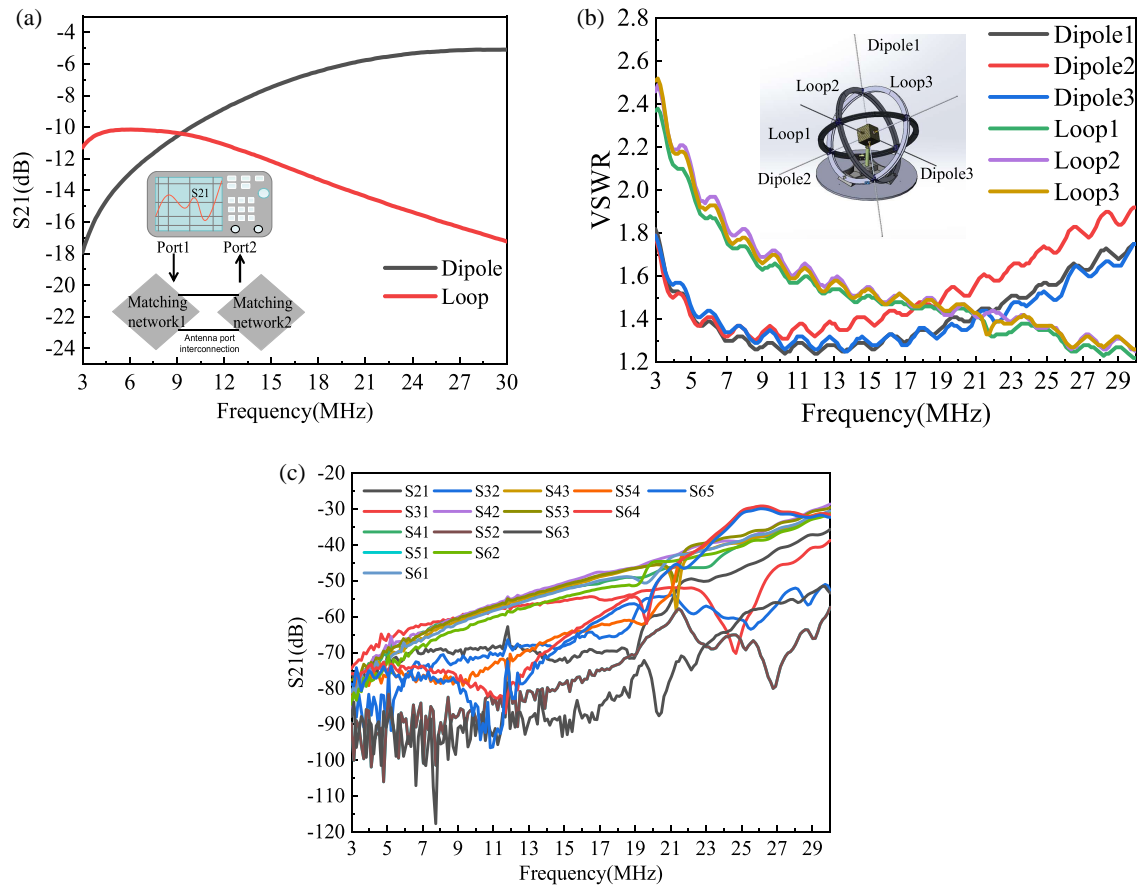 (a)
-4
-6
-8
-10
-12
-14
-16
-18
-20
-22
-24
S21(dB)
S21
Port1 Port2
Matching network1
Matching network2
Antenna port interconnection
Dipole
Loop
3 6 9 12 15 18 21 24 27 30
Frequency(MHz)
(b)
2.8
2.6
2.4
2.2
2.0
1.8
1.6
1.4
1.2
VSWR
Dipole1
Loop2
Loop3
Loop1
Dipole2
Dipole3
Dipole1
Dipole2
Dipole3
Loop1
Loop2
Loop3
3 5 7 9 11 13 15 17 19 21 23 25 27 29
Frequency(MHz)
(c)
-20
-30
-40
-50
-60
-70
-80
-90
-100
-110
-120
S21(dB)
S21 S32 S43 S54 S65
S31 S42 S53 S64
S41 S52 S63
S51 S62
S61
3 5 7 9 11 13 15 17 19 21 23 25 27 29
Frequency(MHz)